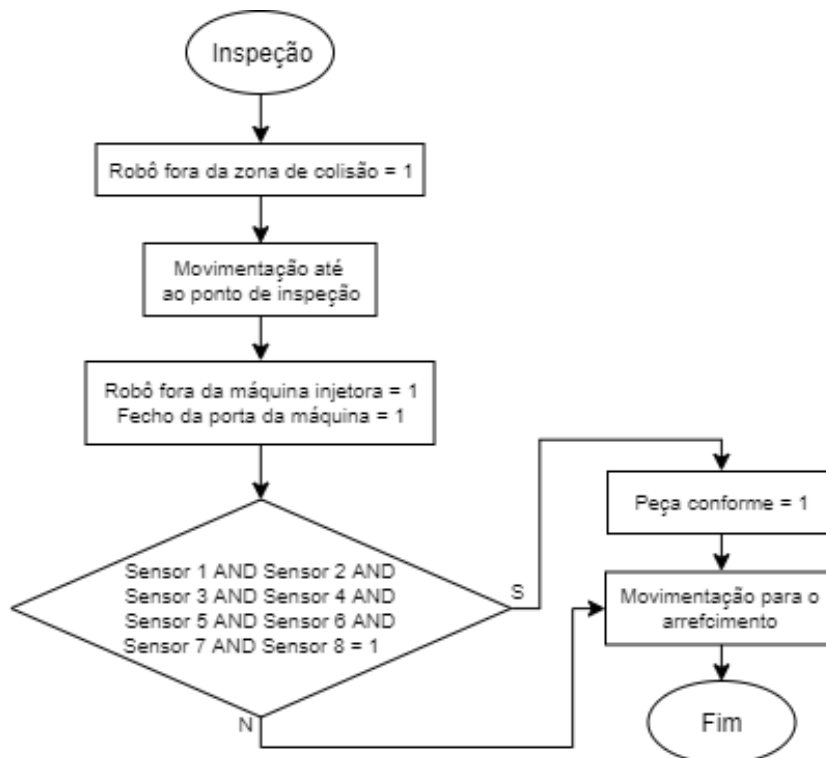 Inspeção
Robô fora da zona de colisão = 1
Movimentação até
ao ponto de inspeção
Robô fora da máquina injetora = 1
Fecho da porta da máquina = 1
Sensor 1 AND Sensor 2 AND
Sensor 3 AND Sensor 4 AND
Sensor 5 AND Sensor 6 AND
Sensor 7 AND Sensor 8 = 1
S
N
Peça conforme = 1
Movimentação para o
arrefcimento
Fim